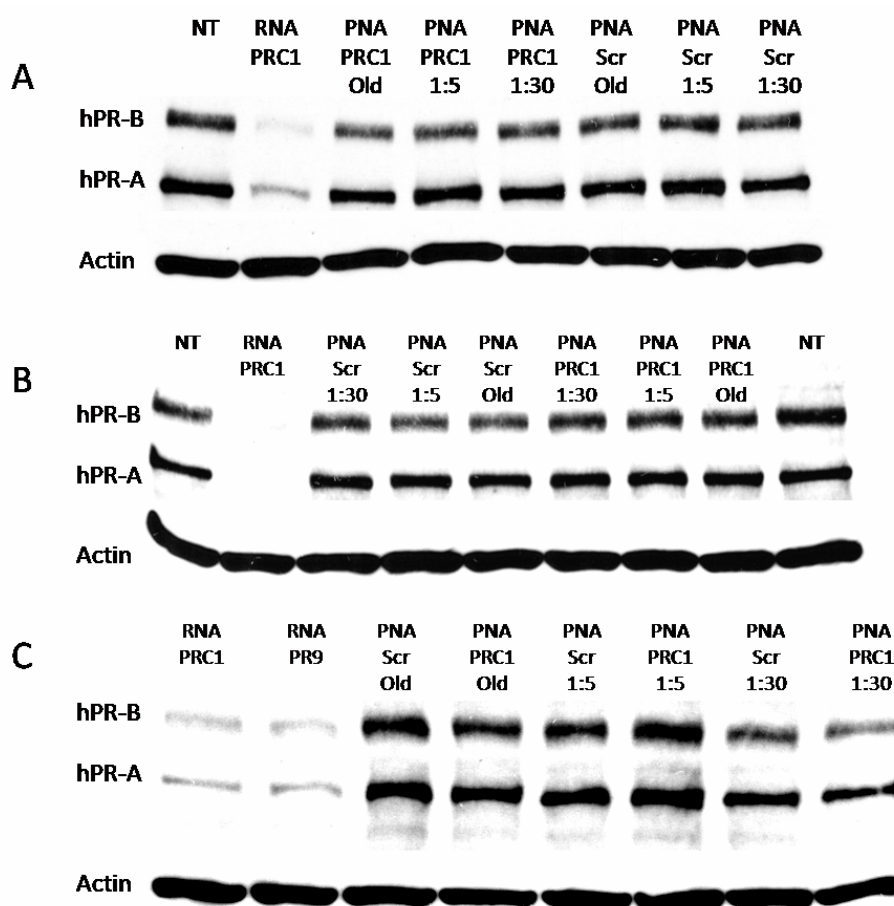 A
NT RNA PNA PNA PNA PNA PNA PNA
PRC1 PRC1 PRC1 PRC1 Scr Scr Scr
Old 1:5 1:30 Old 1:5 1:30
hPR-B
hPR-A
Actin
B
NT RNA PNA PNA PNA PNA PNA PNA NT
PRC1 Scr Scr Scr PRC1 PRC1 PRC1
1:30 1:5 Old 1:30 1:5 Old
hPR-B
hPR-A
Actin
C
RNA RNA PNA PNA PNA PNA PNA PNA
PRC1 PR9 Scr PRC1 Scr PRC1 Scr PRC1
Old Old 1:5 1:5 1:30 1:30
hPR-B
hPR-A
Actin